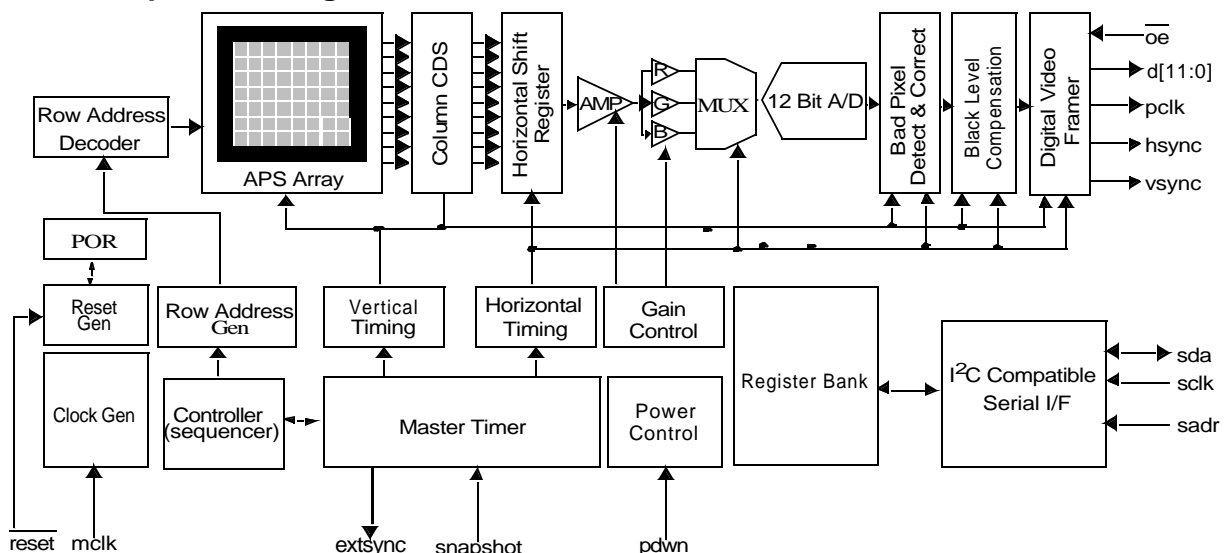 Row Address
Decoder
APS Array
Column CDS
Horizontal Shift
Register
AMP
R
G
B
MUX
12 Bit A/D
Bad Pixel
Detect & Correct
Black Level
Compensation
Digital Video
Framer
oe
d[11:0]
pclk
hsync
vsync
POR
Reset
Gen
Row Address
Gen
Vertical
Timing
Horizontal
Timing
Gain
Control
Register Bank
I²C Compatible
Serial I/F
sda
sclk
sadr
Clock Gen
Controller
(sequencer)
Master Timer
Power
Control
reset
mclk
extsync
snapshot
pdwn